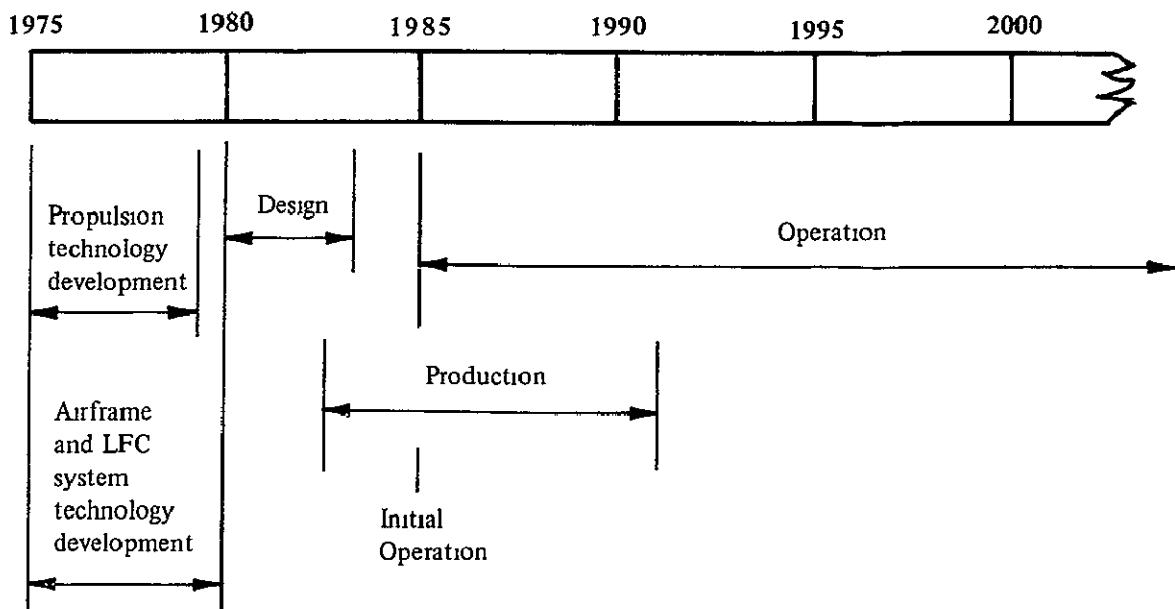 1975 1980 1985 1990 1995 2000
Propulsion
technology
development
Design
Operation
Production
Airframe
and LFC
system
technology
development
Initial
Operation